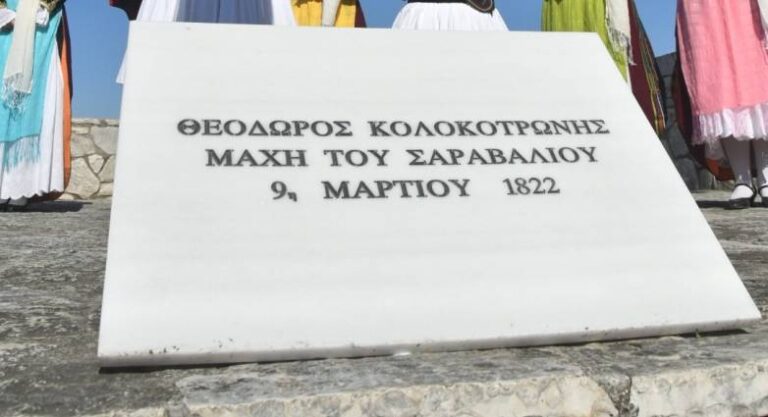 ΘΕΟΔΩΡΟΣ ΚΟΛΟΚΟΤΡΩΝΗΣ
ΜΑΧΗ ΤΟΥ ΣΑΡΑΒΑΛΙΟΥ
9η ΜΑΡΤΙΟΥ 1822